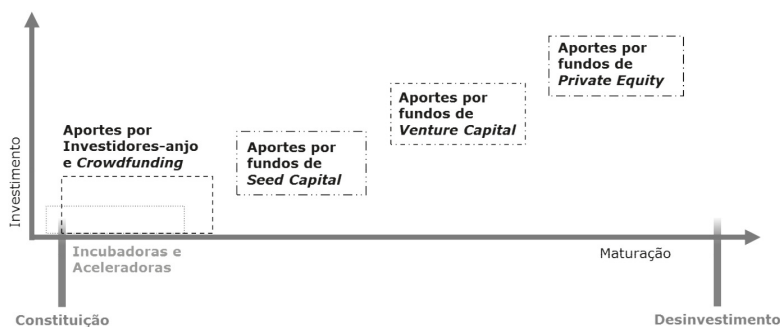 Aportes por
fundos de
Private Equity
Aportes por
fundos de
Venture Capital
Aportes por
Investidores-anjo
e Crowdfunding
Aportes por
fundos de
Seed Capital
Investimento
Incubadoras e
Aceleradoras
Maturação
Constituição
Desinvestimento